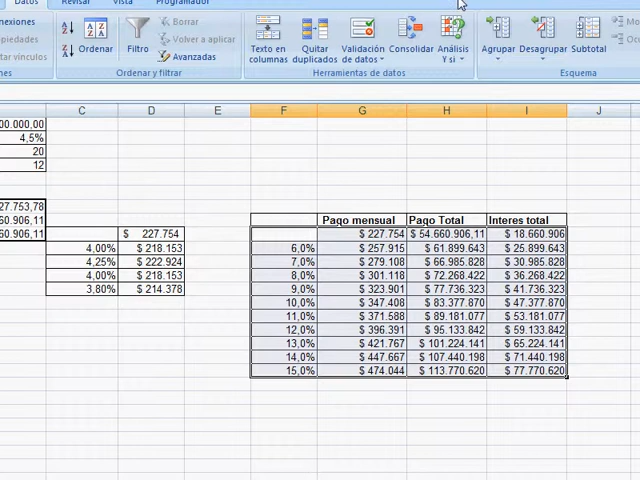 Datos Revisar Vista Programador
nexiones
opiedades
itar vínculos
nes
Ordenar
Filtro
Borrar
Volver a aplicar
Avanzadas
Ordenar y filtrar
Texto en columnas
Quitar duplicados
Validación de datos
Consolidar
Análisis Y si
Herramientas de datos
Agrupar
Desagrupar
Subtotal
Esquema
C D E F G H I J
00.000,00
4,5%
20
12
27.753,78
60.906,11
60.906,11
$ 227.754
4,00% $ 218.153
4,25% $ 222.924
4,00% $ 218.153
3,80% $ 214.378
Pago mensual Pago Total Interes total
$ 227.754 $ 54.660.906,11 $ 18.660.906
6,0% $ 257.915 $ 61.899.643 $ 25.899.643
7,0% $ 279.108 $ 66.985.828 $ 30.985.828
8,0% $ 301.118 $ 72.268.422 $ 36.268.422
9,0% $ 323.901 $ 77.736.323 $ 41.736.323
10,0% $ 347.408 $ 83.377.870 $ 47.377.870
11,0% $ 371.588 $ 89.181.077 $ 53.181.077
12,0% $ 396.391 $ 95.133.842 $ 59.133.842
13,0% $ 421.767 $ 101.224.141 $ 65.224.141
14,0% $ 447.667 $ 107.440.198 $ 71.440.198
15,0% $ 474.044 $ 113.770.620 $ 77.770.620